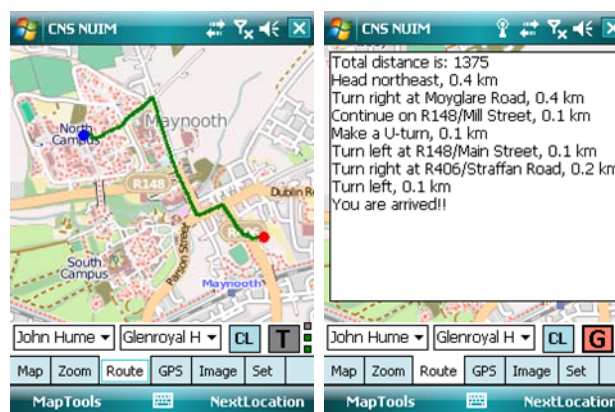 CNS NUIM
North Campus
Maynooth
R148
Dublin R
South Campus
Parson Street
Maynooth
John Hume
Glenroyal H
CL
T
Map
Zoom
Route
GPS
Image
Set
MapTools
NextLocation
CNS NUIM
Total distance is: 1375
Head northeast, 0.4 km
Turn right at Moyglare Road, 0.4 km
Continue on R148/Mill Street, 0.1 km
Make a U-turn, 0.1 km
Turn left at R148/Main Street, 0.1 km
Turn right at R406/Straffan Road, 0.2 km
Turn left, 0.1 km
You are arrived!!
John Hume
Glenroyal H
CL
G
Map
Zoom
Route
GPS
Image
Set
MapTools
NextLocation